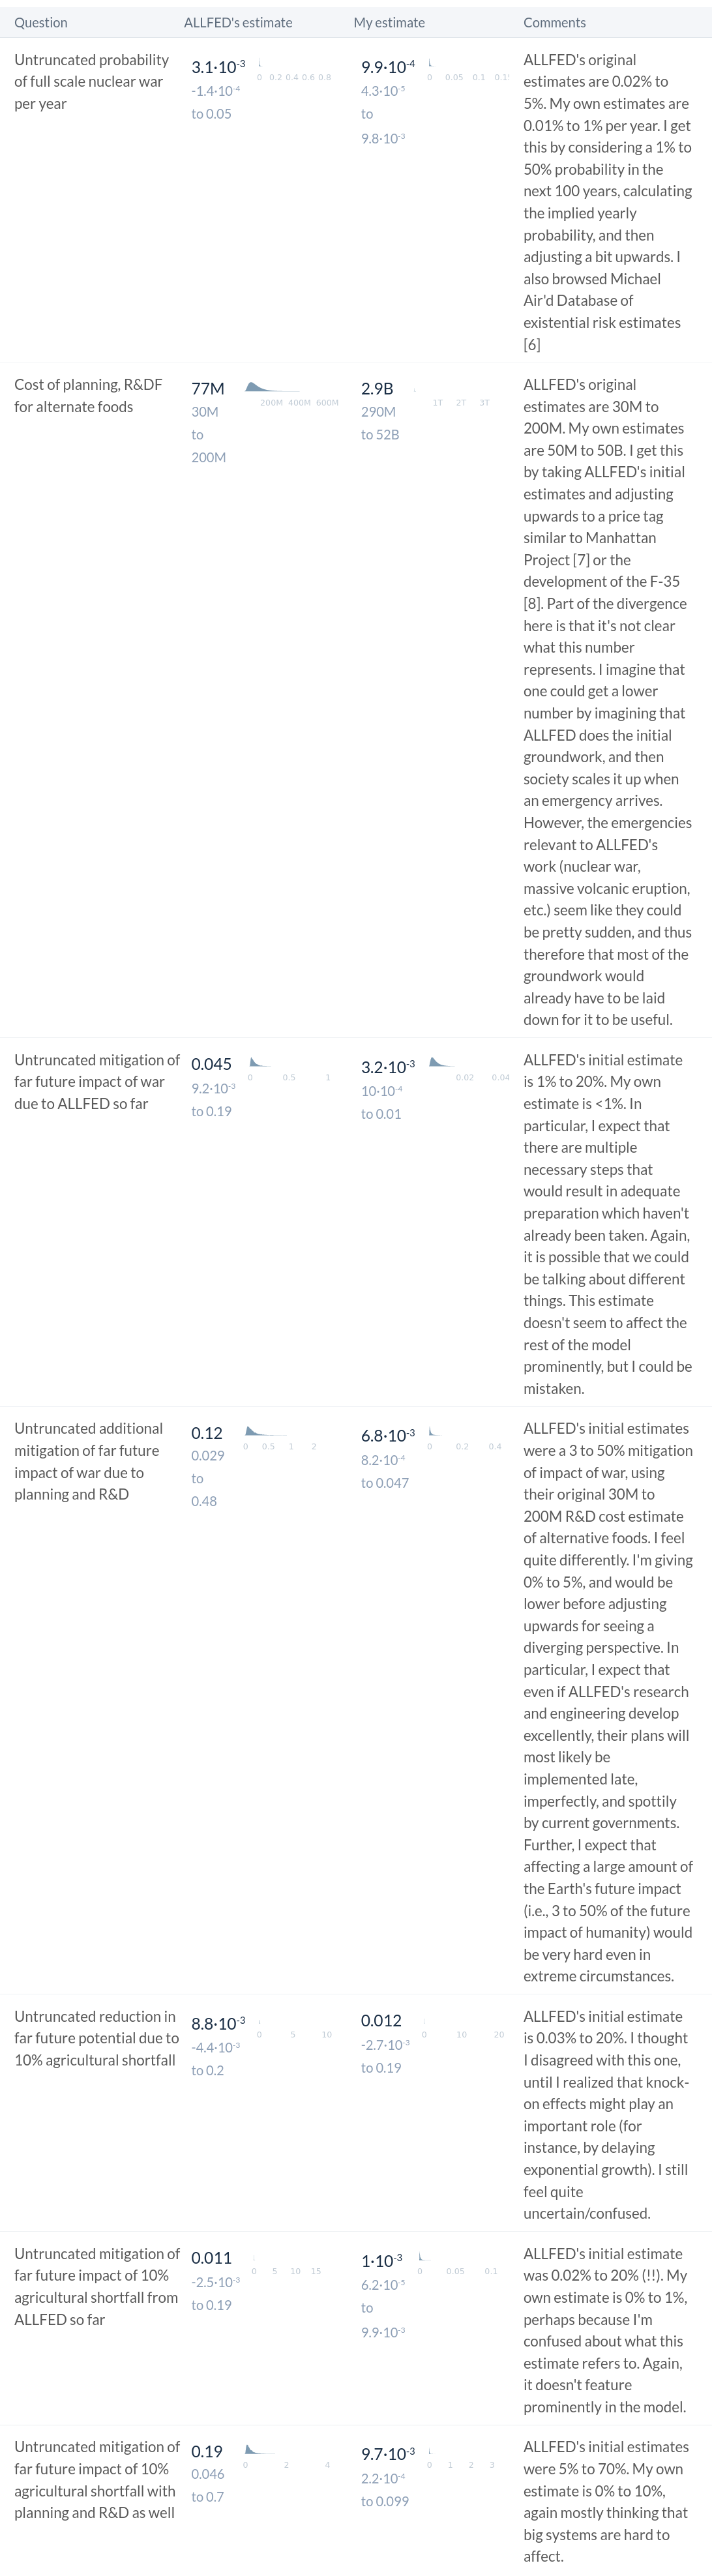 Question ALLFED's estimate My estimate Comments
Untruncated probability
of full scale nuclear war
per year
3.1·10-3
-1.4·10-4
to 0.05
0 0.2 0.4 0.6 0.8
9.9·10-4
4.3·10-5
to
9.8·10-3
0 0.05 0.1
ALLFED's original
estimates are 0.02% to
5%. My own estimates are
0.01% to 1% per year. I get
this by considering a 1% to
50% probability in the
next 100 years, calculating
the implied yearly
probability, and then
adjusting a bit upwards. I
also browsed Michael
Air'd Database of
existential risk estimates
[6]
Cost of planning, R&DF
for alternate foods
77M
30M
to
200M
200M 400M 600M
2.9B
290M
to 52B
1T 2T 3T
ALLFED's original
estimates are 30M to
200M. My own estimates
are 50M to 50B. I get this
by taking ALLFED's initial
estimates and adjusting
upwards to a price tag
similar to Manhattan
Project [7] or the
development of the F-35
[8]. Part of the divergence
here is that it's not clear
what this number
represents. I imagine that
one could get a lower
number by imagining that
ALLFED does the initial
groundwork, and then
society scales it up when
an emergency arrives.
However, the emergencies
relevant to ALLFED's
work (nuclear war,
massive volcanic eruption,
etc.) seem like they could
be pretty sudden, and thus
therefore that most of the
groundwork would
already have to be laid
down for it to be useful.
Untruncated mitigation of
far future impact of war
due to ALLFED so far
0.045
9.2·10-3
to 0.19
0 0.5 1
3.2·10-3
10·10-4
to 0.01
0.02 0.04
ALLFED's initial estimate
is 1% to 20%. My own
estimate is <1%. In
particular, I expect that
there are multiple
necessary steps that
would result in adequate
preparation which haven't
already been taken. Again,
it is possible that we could
be talking about different
things. This estimate
doesn't seem to affect the
rest of the model
prominently, but I could be
mistaken.
Untruncated additional
mitigation of far future
impact of war due to
planning and R&D
0.12
0.029
to
0.48
0 0.5 1 2
6.8·10-3
8.2·10-4
to 0.047
0 0.2 0.4
ALLFED's initial estimates
were a 3 to 50% mitigation
of impact of war, using
their original 30M to
200M R&D cost estimate
of alternative foods. I feel
quite differently. I'm giving
0% to 5%, and would be
lower before adjusting
upwards for seeing a
diverging perspective. In
particular, I expect that
even if ALLFED's research
and engineering develop
excellently, their plans will
most likely be
implemented late,
imperfectly, and spottily
by current governments.
Further, I expect that
affecting a large amount of
the Earth's future impact
(i.e., 3 to 50% of the future
impact of humanity) would
be very hard even in
extreme circumstances.
Untruncated reduction in
far future potential due to
10% agricultural shortfall
8.8·10-3
-4.4·10-3
to 0.2
0 5 10
0.012
-2.7·10-3
to 0.19
0 10 20
ALLFED's initial estimate
is 0.03% to 20%. I thought
I disagreed with this one,
until I realized that knock-
on effects might play an
important role (for
instance, by delaying
exponential growth). I still
feel quite
uncertain/confused.
Untruncated mitigation of
far future impact of 10%
agricultural shortfall from
ALLFED so far
0.011
-2.5·10-3
to 0.19
0 5 10 15
1·10-3
6.2·10-5
to
9.9·10-3
0 0.05 0.1
ALLFED's initial estimate
was 0.02% to 20% (!!). My
own estimate is 0% to 1%,
perhaps because I'm
confused about what this
estimate refers to. Again,
it doesn't feature
prominently in the model.
Untruncated mitigation of
far future impact of 10%
agricultural shortfall with
planning and R&D as well
0.19
0.046
to 0.7
0 2 4
9.7·10-3
2.2·10-4
to 0.099
0 1 2 3
ALLFED's initial estimates
were 5% to 70%. My own
estimate is 0% to 10%,
again mostly thinking that
big systems are hard to
affect.